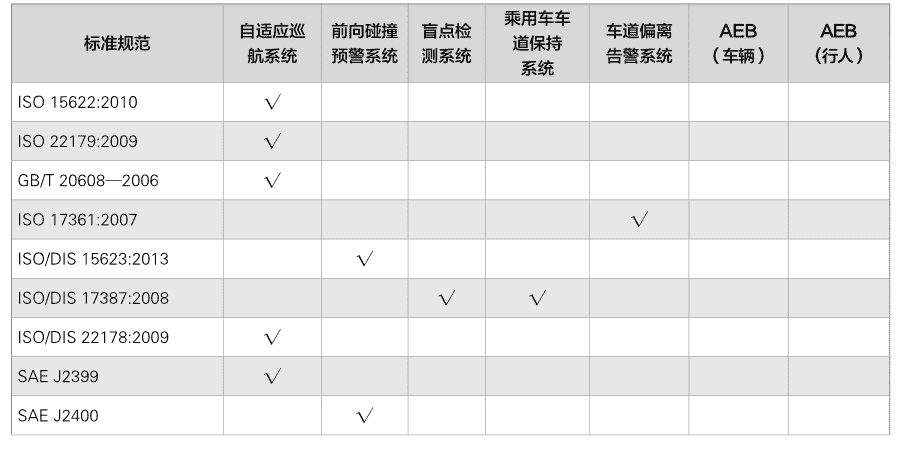 标准规范 自适应巡航系统 前向碰撞预警系统 盲点检测系统 乘用车车道保持系统 车道偏离告警系统 AEB（车辆） AEB（行人）
ISO 15622:2010 √
ISO 22179:2009 √
GB/T 20608—2006 √
ISO 17361:2007 √
ISO/DIS 15623:2013 √
ISO/DIS 17387:2008 √ √
ISO/DIS 22178:2009 √
SAE J2399 √
SAE J2400 √